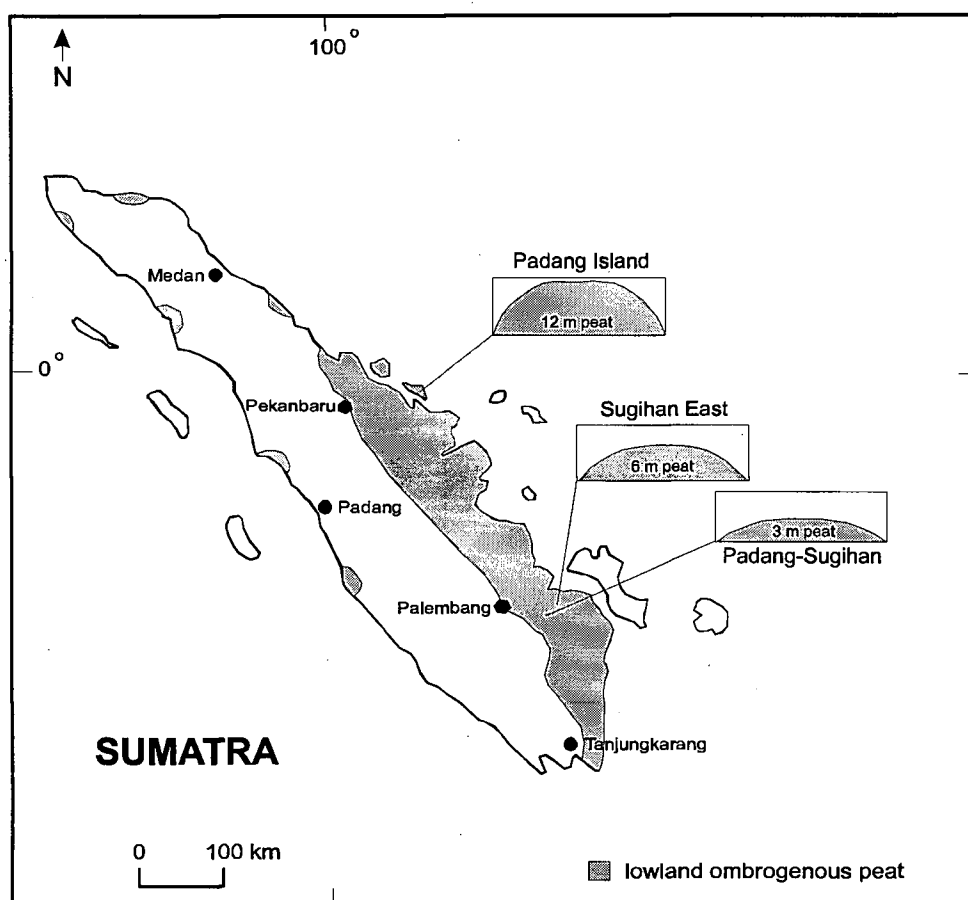 100°
N
Padang Island
12 m peat
Medan
0°
Pekanbaru
Sugihan East
6 m peat
Padang
3 m peat
Padang-Sugihan
Palembang
SUMATRA
Tanjungkarang
0 100 km
lowland ombrogenous peat